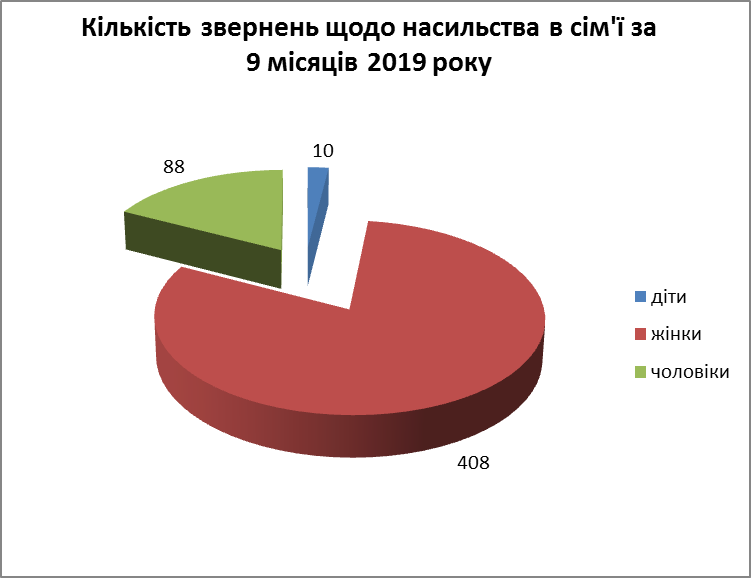 Кількість звернень щодо насильства в сім'ї за
9 місяців 2019 року
88
10
діти
жінки
чоловіки
408